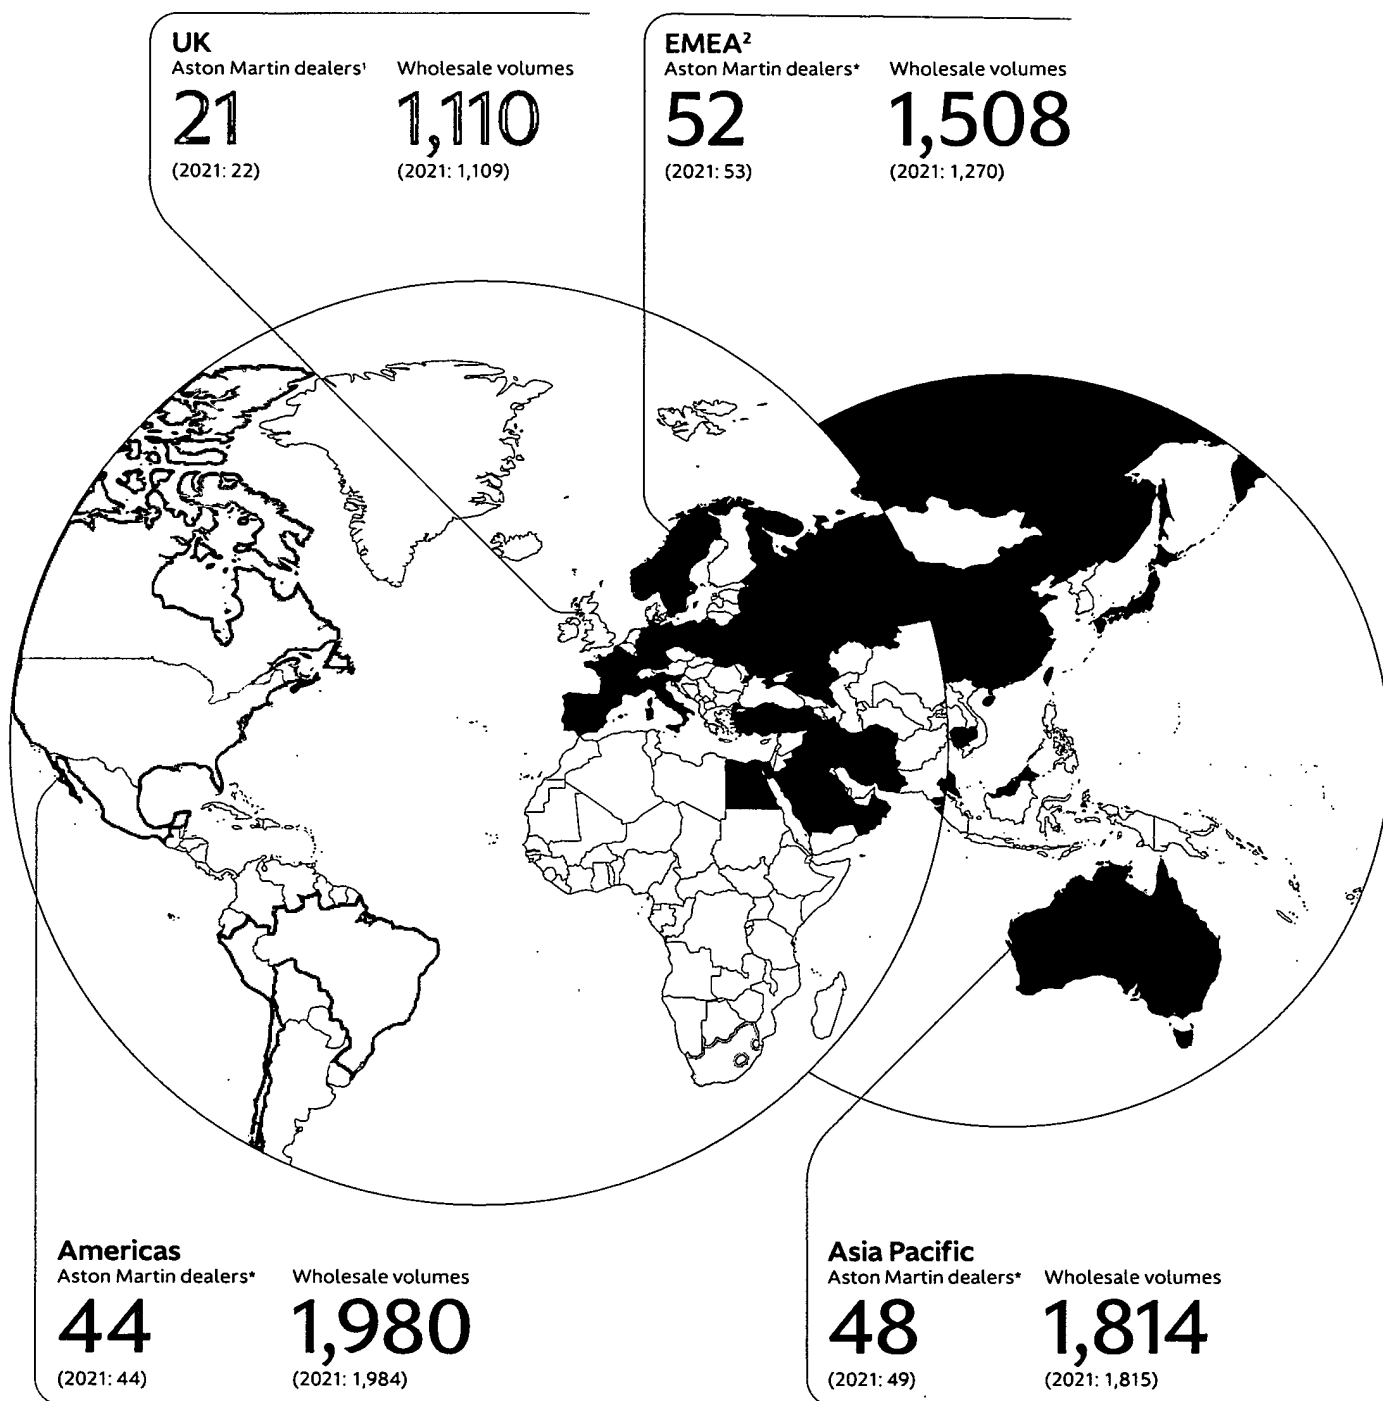 UK
Aston Martin dealers¹ Wholesale volumes
21 1,110
(2021: 22) (2021: 1,109)
EMEA²
Aston Martin dealers* Wholesale volumes
52 1,508
(2021: 53) (2021: 1,270)
Americas
Aston Martin dealers* Wholesale volumes
44 1,980
(2021: 44) (2021: 1,984)
Asia Pacific
Aston Martin dealers* Wholesale volumes
48 1,814
(2021: 49) (2021: 1,815)